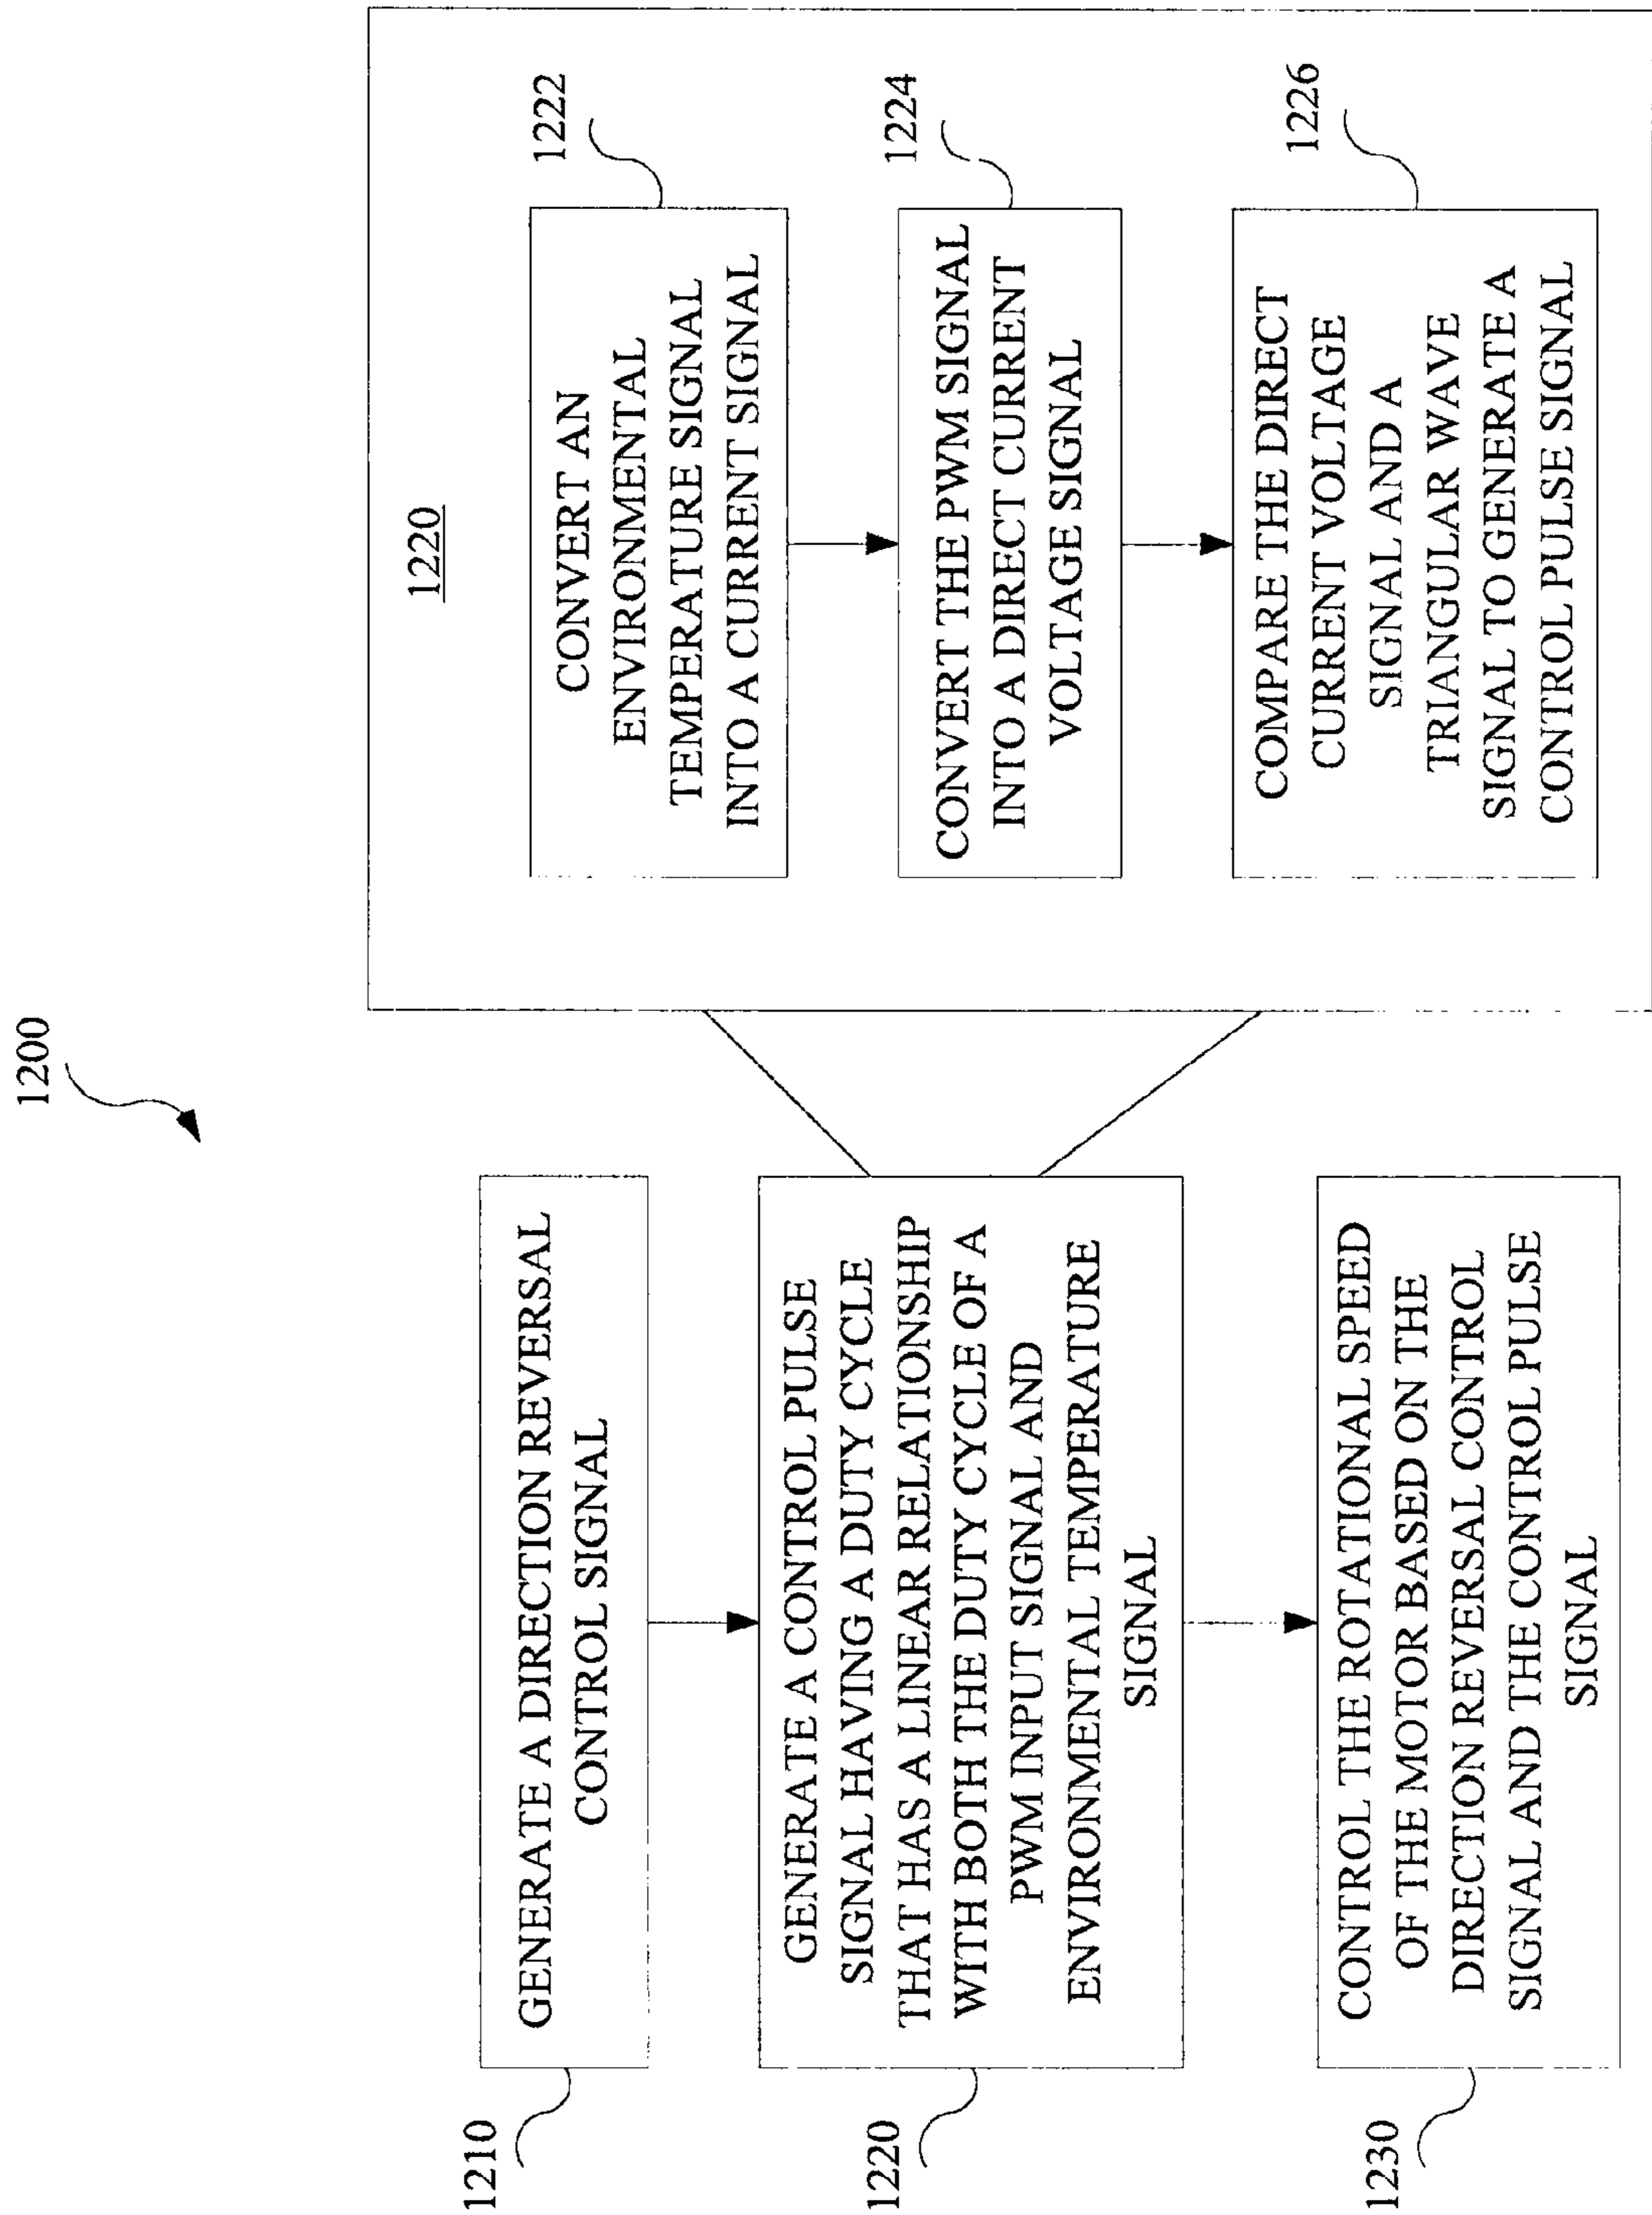 1200
1210
GENERATE A DIRECTION REVERSAL
CONTROL SIGNAL
1220
GENERATE A CONTROL PULSE
SIGNAL HAVING A DUTY CYCLE
THAT HAS A LINEAR RELATIONSHIP
WITH BOTH THE DUTY CYCLE OF A
PWM INPUT SIGNAL AND
ENVIRONMENTAL TEMPERATURE
SIGNAL
1230
CONTROL THE ROTATIONAL SPEED
OF THE MOTOR BASED ON THE
DIRECTION REVERSAL CONTROL
SIGNAL AND THE CONTROL PULSE
SIGNAL
1220
1222
CONVERT AN
ENVIRONMENTAL
TEMPERATURE SIGNAL
INTO A CURRENT SIGNAL
1224
CONVERT THE PWM SIGNAL
INTO A DIRECT CURRENT
VOLTAGE SIGNAL
1226
COMPARE THE DIRECT
CURRENT VOLTAGE
SIGNAL AND A
TRIANGULAR WAVE
SIGNAL TO GENERATE A
CONTROL PULSE SIGNAL